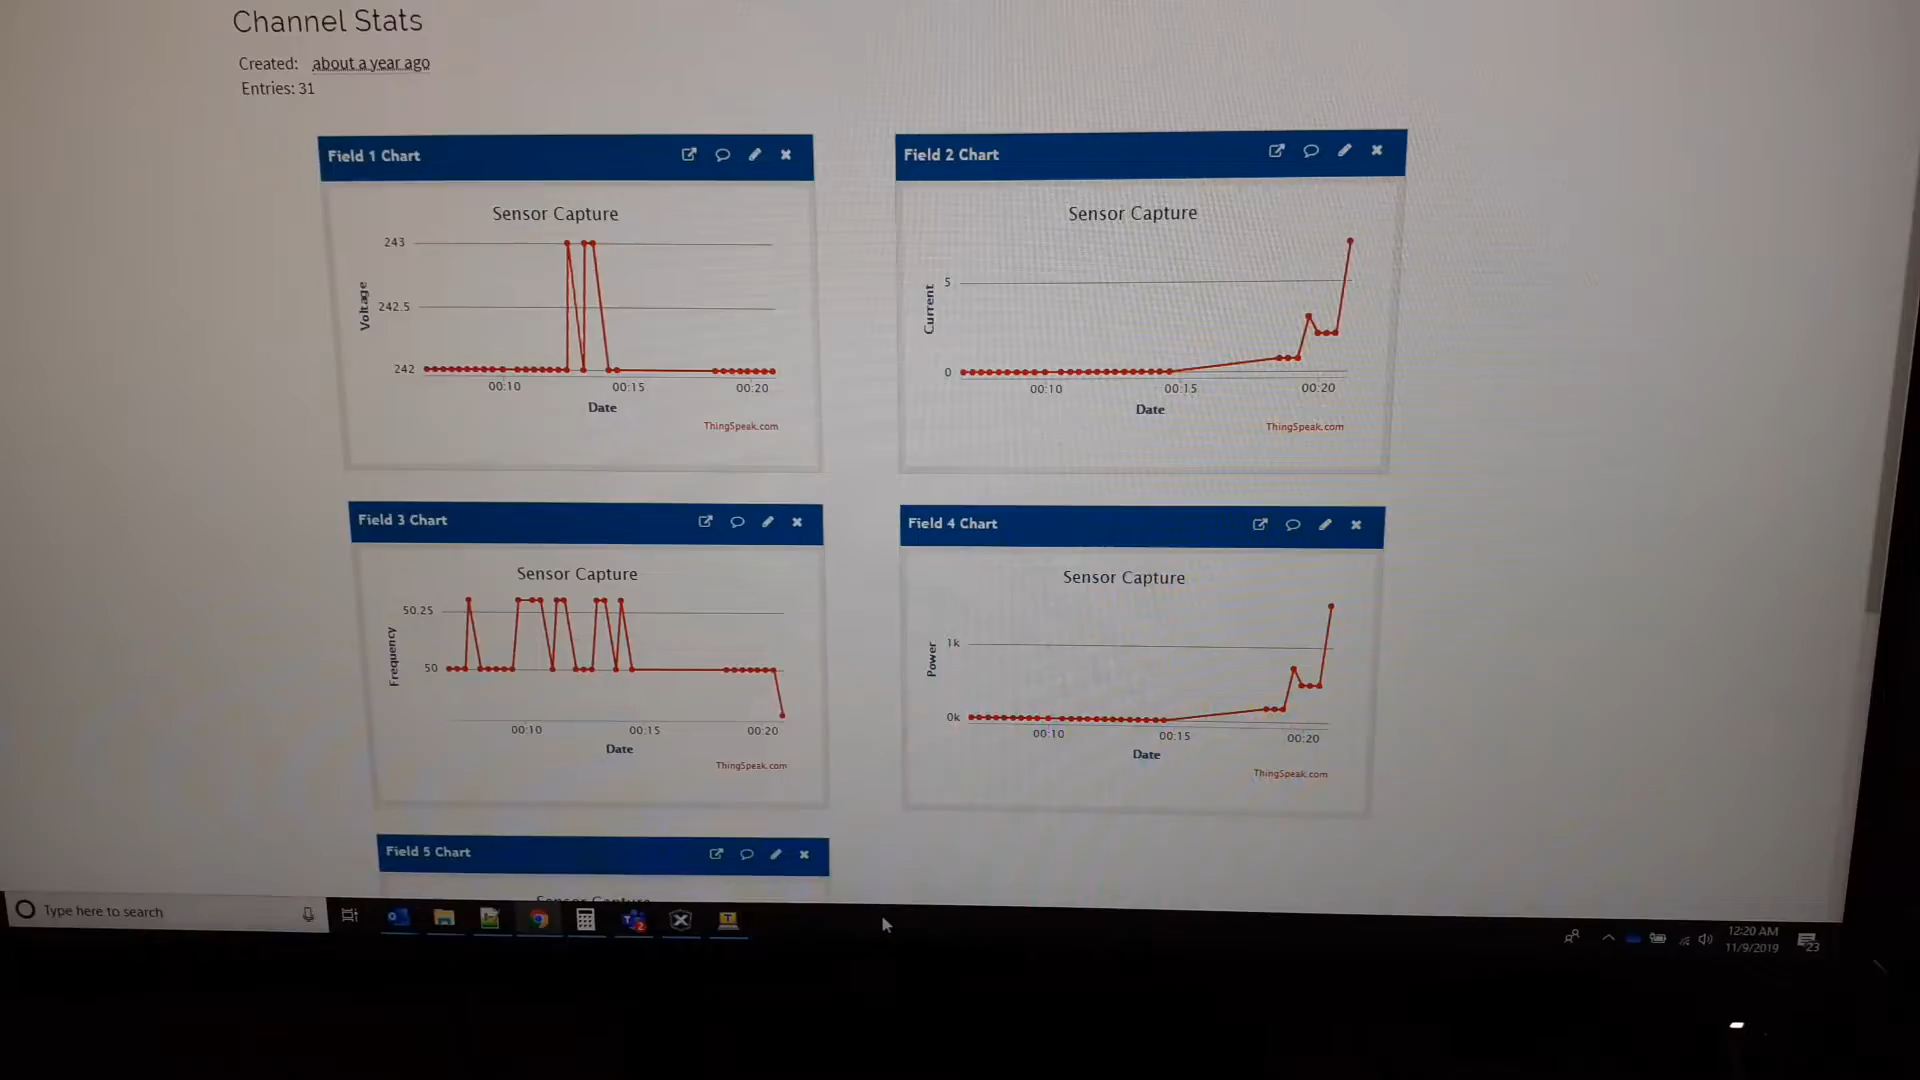 Channel Stats
Created: about a year ago
Entries: 31
Field 1 Chart
Sensor Capture
243
242.5
242
Voltage
00:10 00:15 00:20
Date
ThingSpeak.com
Field 2 Chart
Sensor Capture
5
0
Current
00:10 00:15 00:20
Date
ThingSpeak.com
Field 3 Chart
Sensor Capture
50.25
50
Frequency
00:10 00:15 00:20
Date
ThingSpeak.com
Field 4 Chart
Sensor Capture
1k
0k
Power
00:10 00:15 00:20
Date
ThingSpeak.com
Field 5 Chart
Sensor Capture
Type here to search
12:20 AM
11/9/2019
23